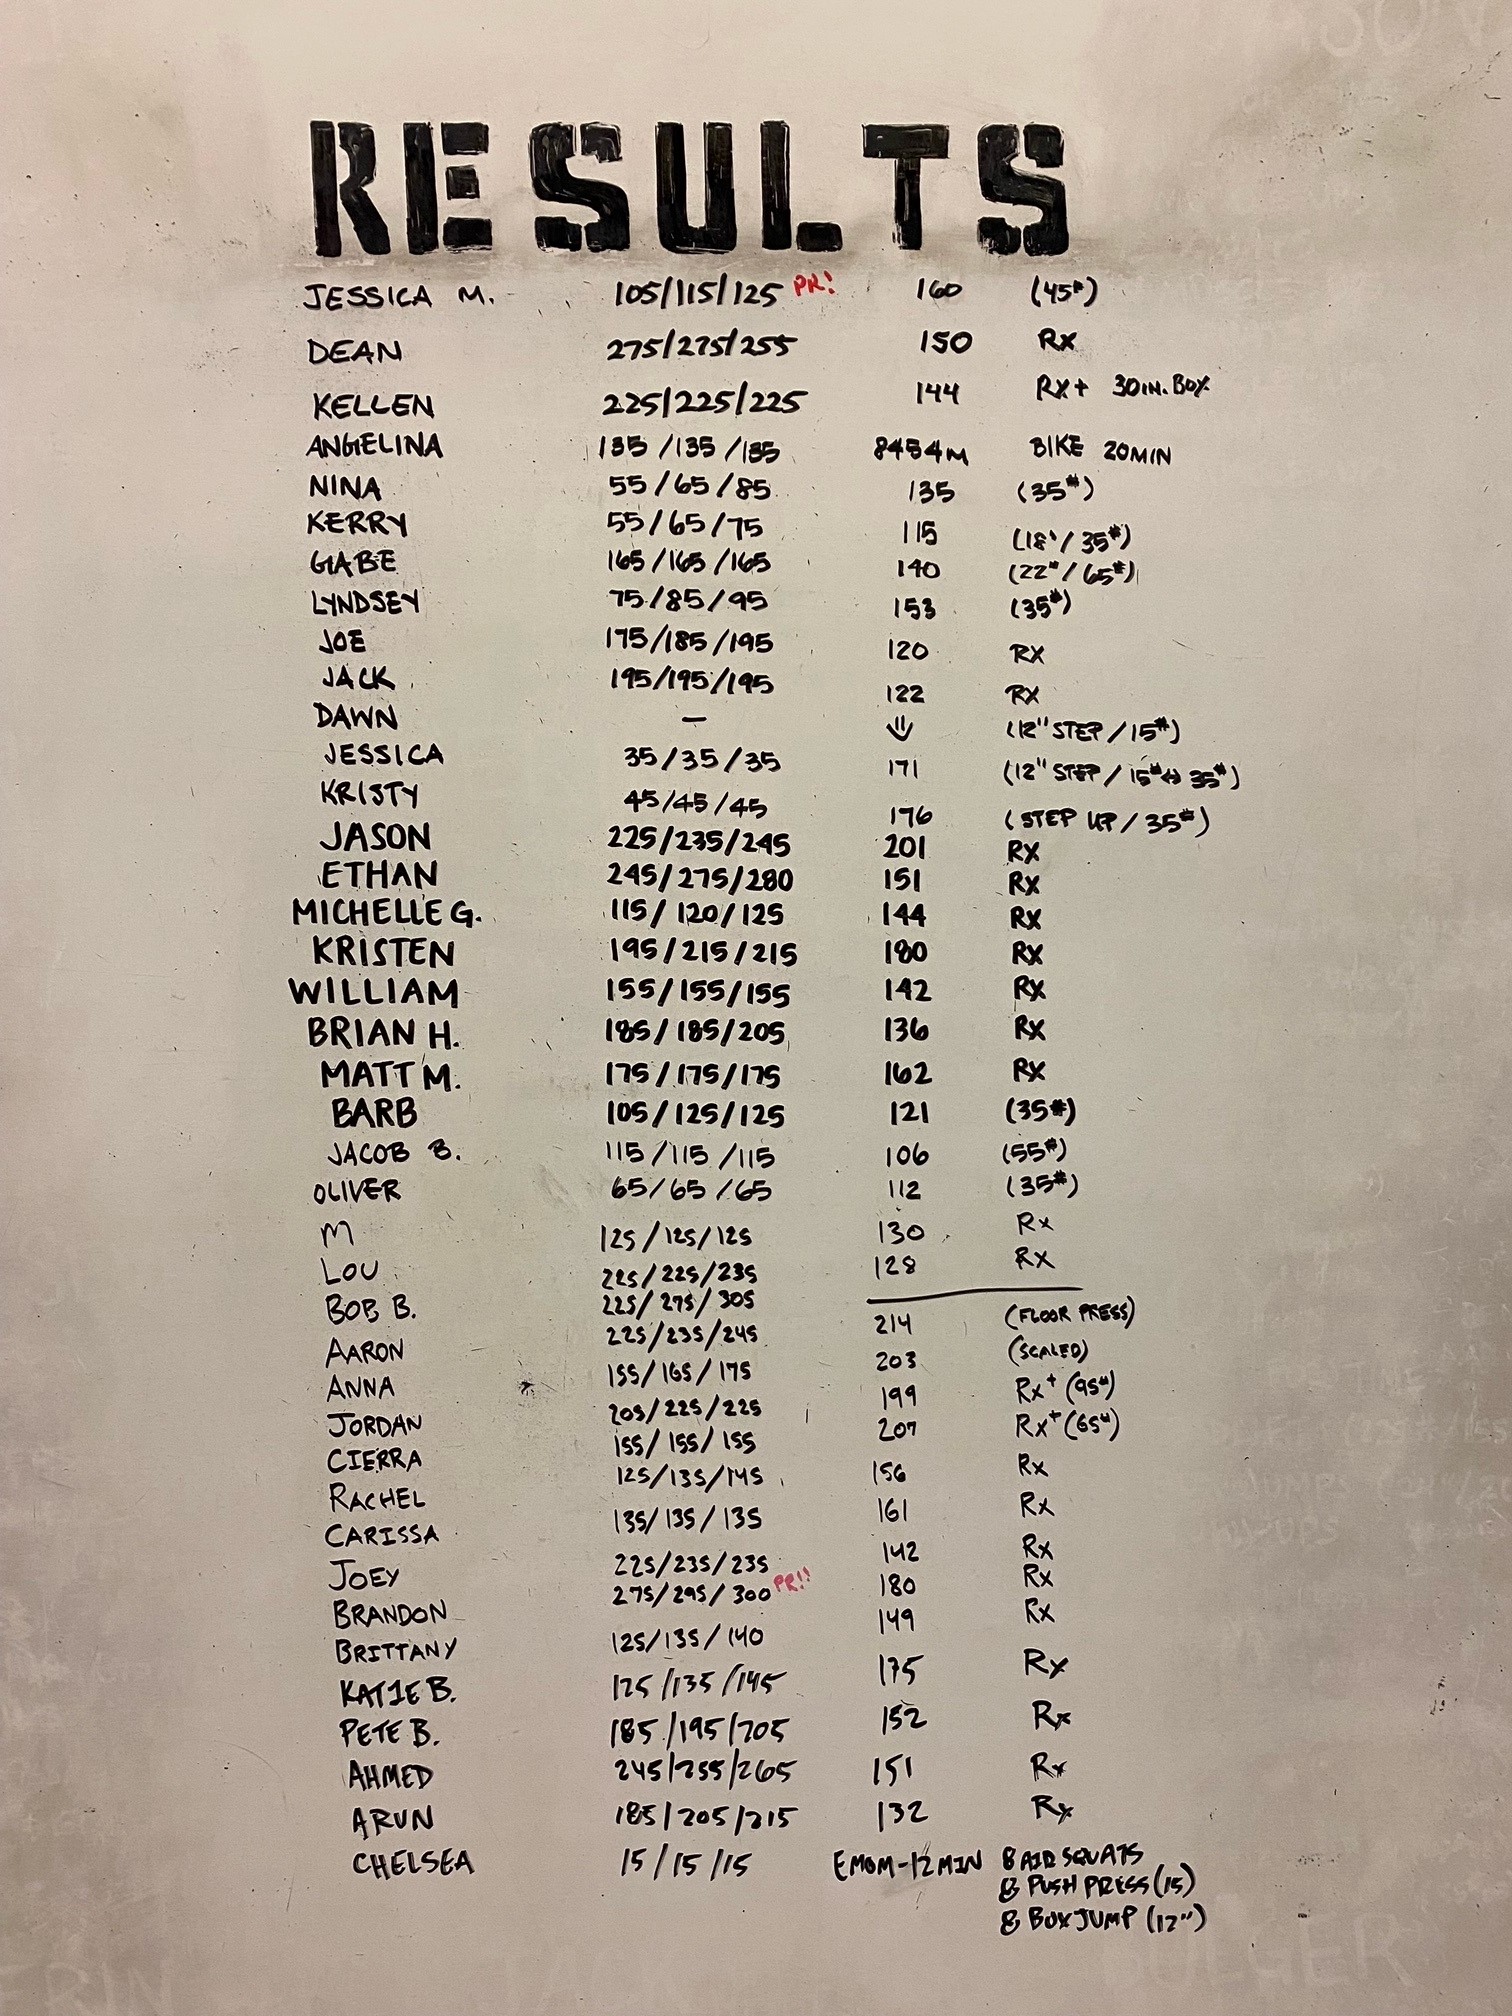 RESULTS
JESSICA M. 105/115/125 PR! 160 (45#)
DEAN 275/275/255 150 RX
KELLEN 225/225/225 144 RX+ 30IN. BOX
ANGELINA 135/135/135 8454M BIKE 20MIN
NINA 55/65/85 135 (35#)
KERRY 55/65/75 115 (18'/35#)
GABE 165/165/165 140 (22"/65#)
LYNDSEY 75/85/95 153 (35#)
JOE 175/185/195 120 RX
JACK 195/195/195 122 RX
DAWN — (12" STEP/15#)
JESSICA 35/35/35 171 (12" STEP/15#↔35#)
KRISTY 45/45/45 176 (STEP UP/35#)
JASON 225/235/245 201 RX
ETHAN 245/275/280 151 RX
MICHELLE G. 115/120/125 144 RX
KRISTEN 195/215/215 180 RX
WILLIAM 155/155/155 142 RX
BRIAN H. 185/185/205 136 RX
MATT M. 175/175/175 162 RX
BARB 105/125/125 121 (35#)
JACOB B. 115/115/115 106 (55#)
OLIVER 65/65/65 112 (35#)
M 125/125/125 130 Rx
LOU 225/225/235 128 Rx
BOB B. 225/275/305 214 (FLOOR PRESS)
AARON 225/235/245 203 (SCALED)
ANNA 155/165/175 199 Rx+ (95#)
JORDAN 205/225/225 207 Rx+ (65#)
CIERRA 155/155/155 156 Rx
RACHEL 125/135/145 161 Rx
CARISSA 135/135/135 142 Rx
JOEY 225/235/235 180 Rx
BRANDON 275/295/300 PR!! 149 Rx
BRITTANY 125/135/140 175 Rx
KATIE B. 125/135/145 152 Rx
PETE B. 185/195/205 151 Rx
AHMED 245/255/265 132 Rx
ARUN 185/205/215
CHELSEA 15/15/15 EMOM-12MIN 8 AIR SQUATS
8 PUSH PRESS (15)
8 BOX JUMP (12")